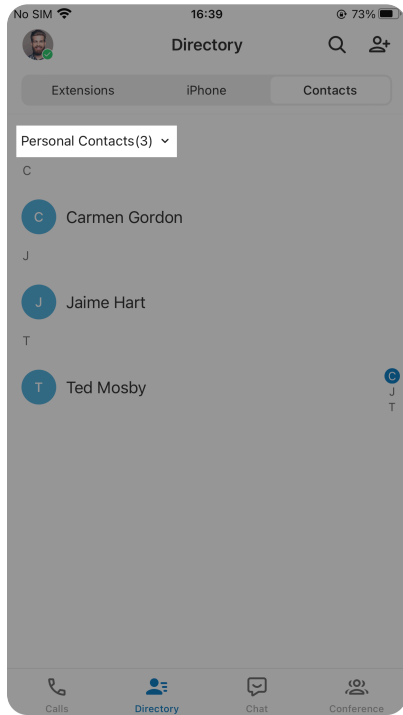 No SIM 16:39 73%
Directory
Extensions iPhone Contacts
Personal Contacts(3)
C
C Carmen Gordon
J
J Jaime Hart
T
T Ted Mosby
C
J
T
Calls Directory Chat Conference